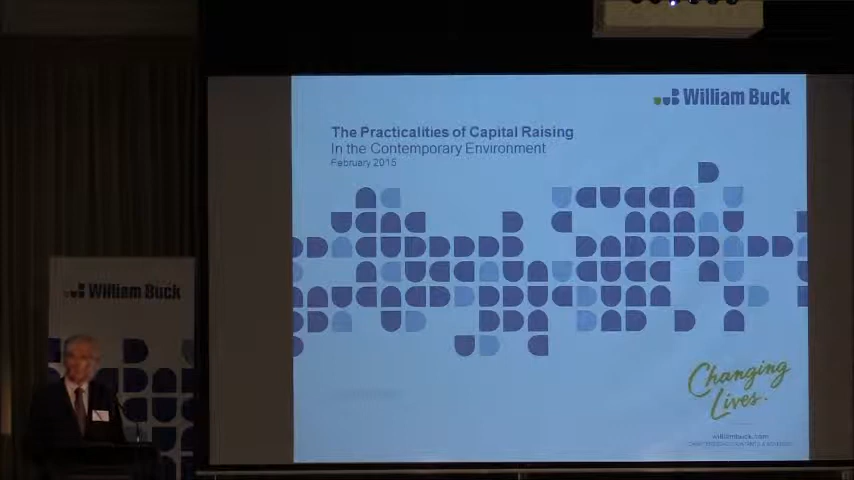 William Buck
The Practicalities of Capital Raising
In the Contemporary Environment
February 2015
William Buck
Changing
Lives.
williambuck.com